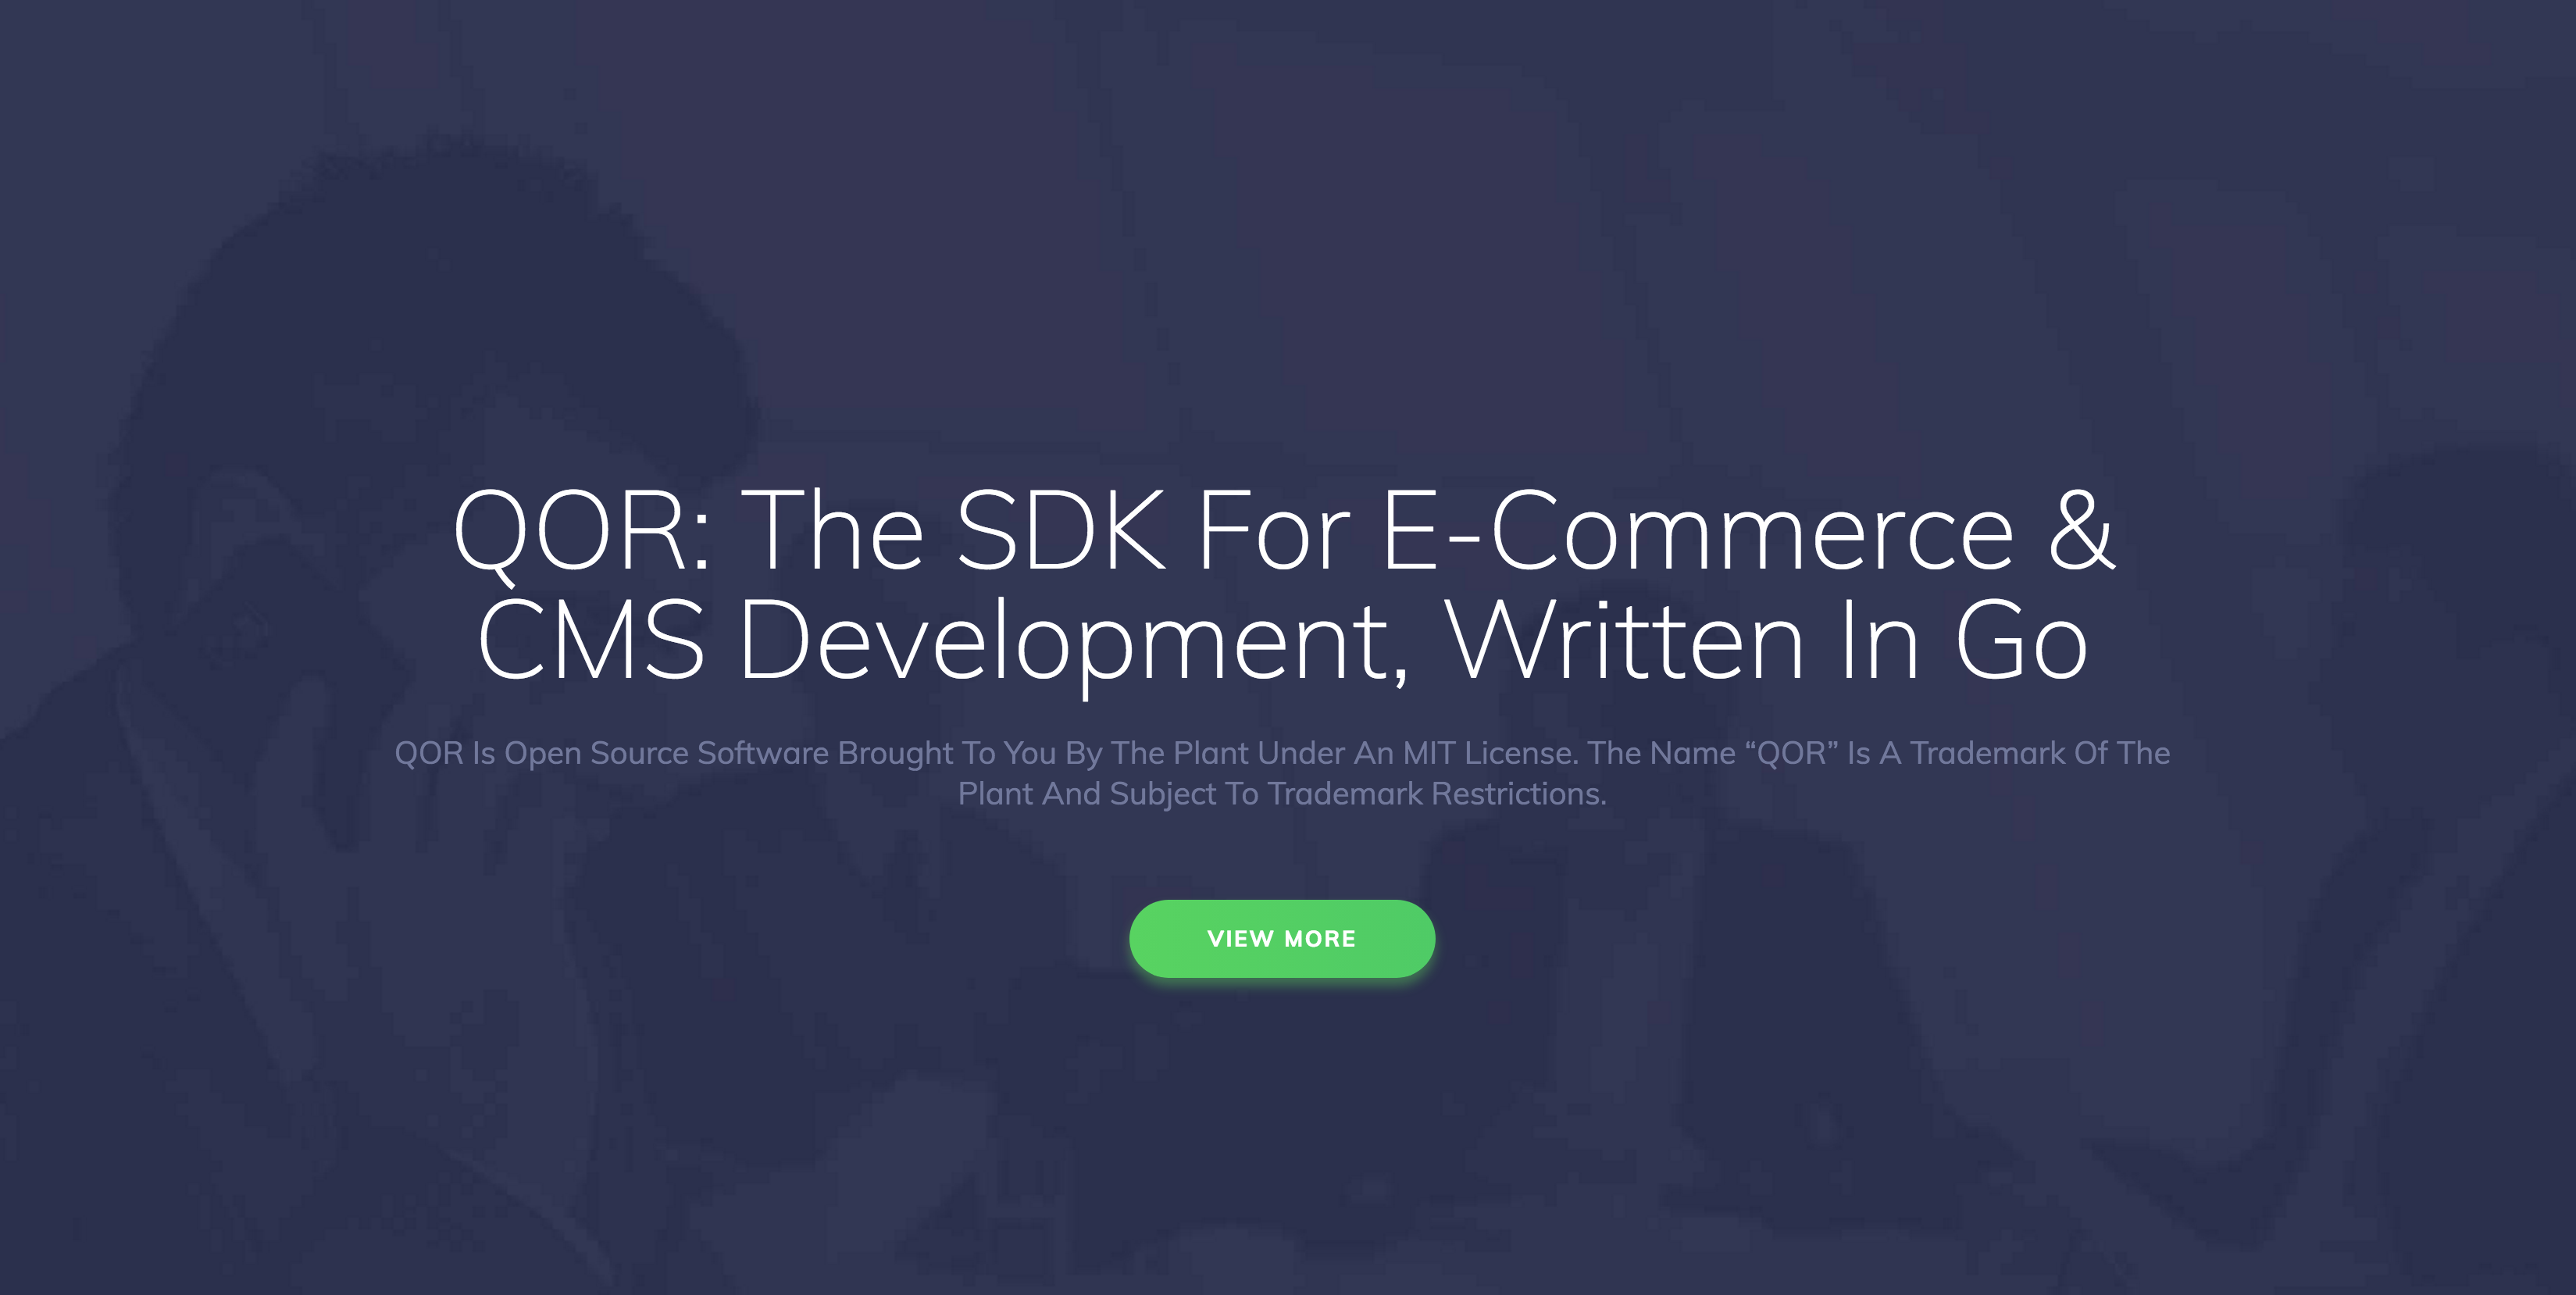 QOR: The SDK For E-Commerce &
CMS Development, Written In Go
QOR Is Open Source Software Brought To You By The Plant Under An MIT License. The Name “QOR” Is A Trademark Of The
Plant And Subject To Trademark Restrictions.
VIEW MORE